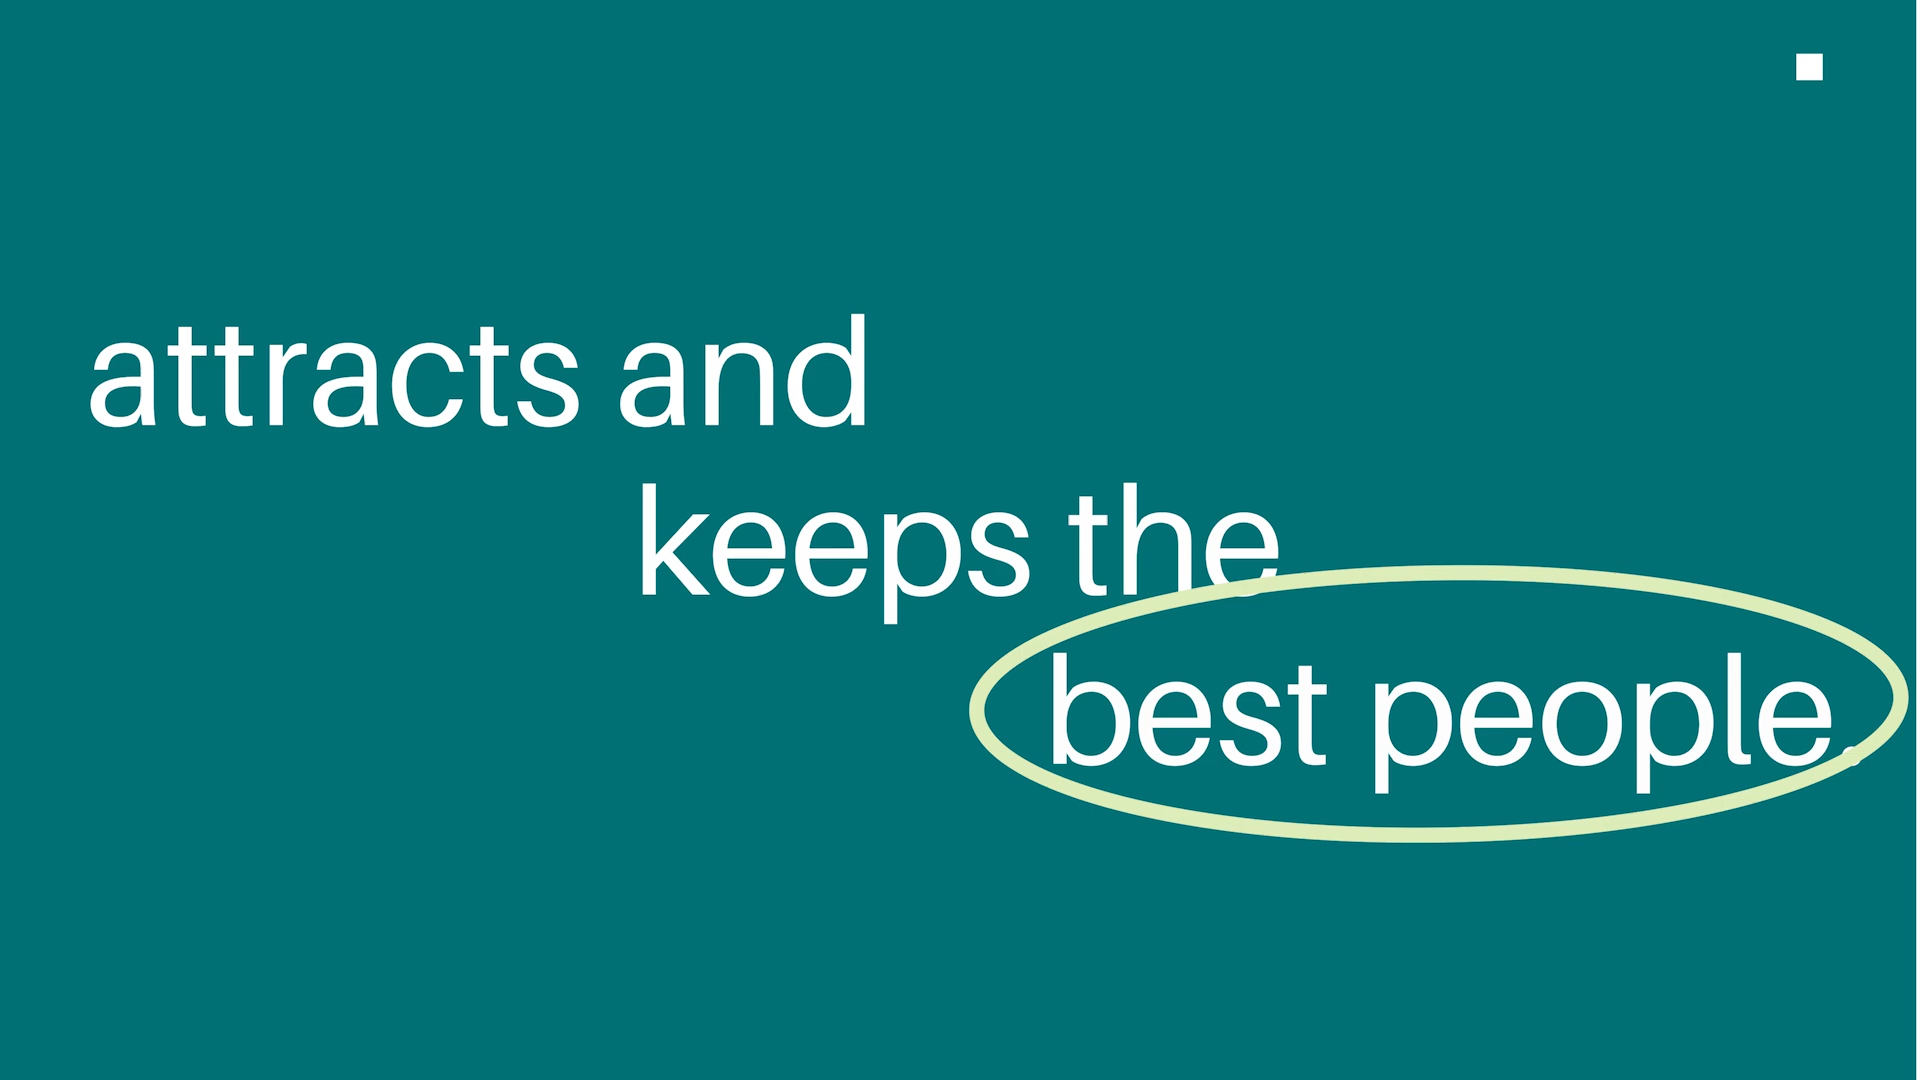 attracts and
keeps the
best people.